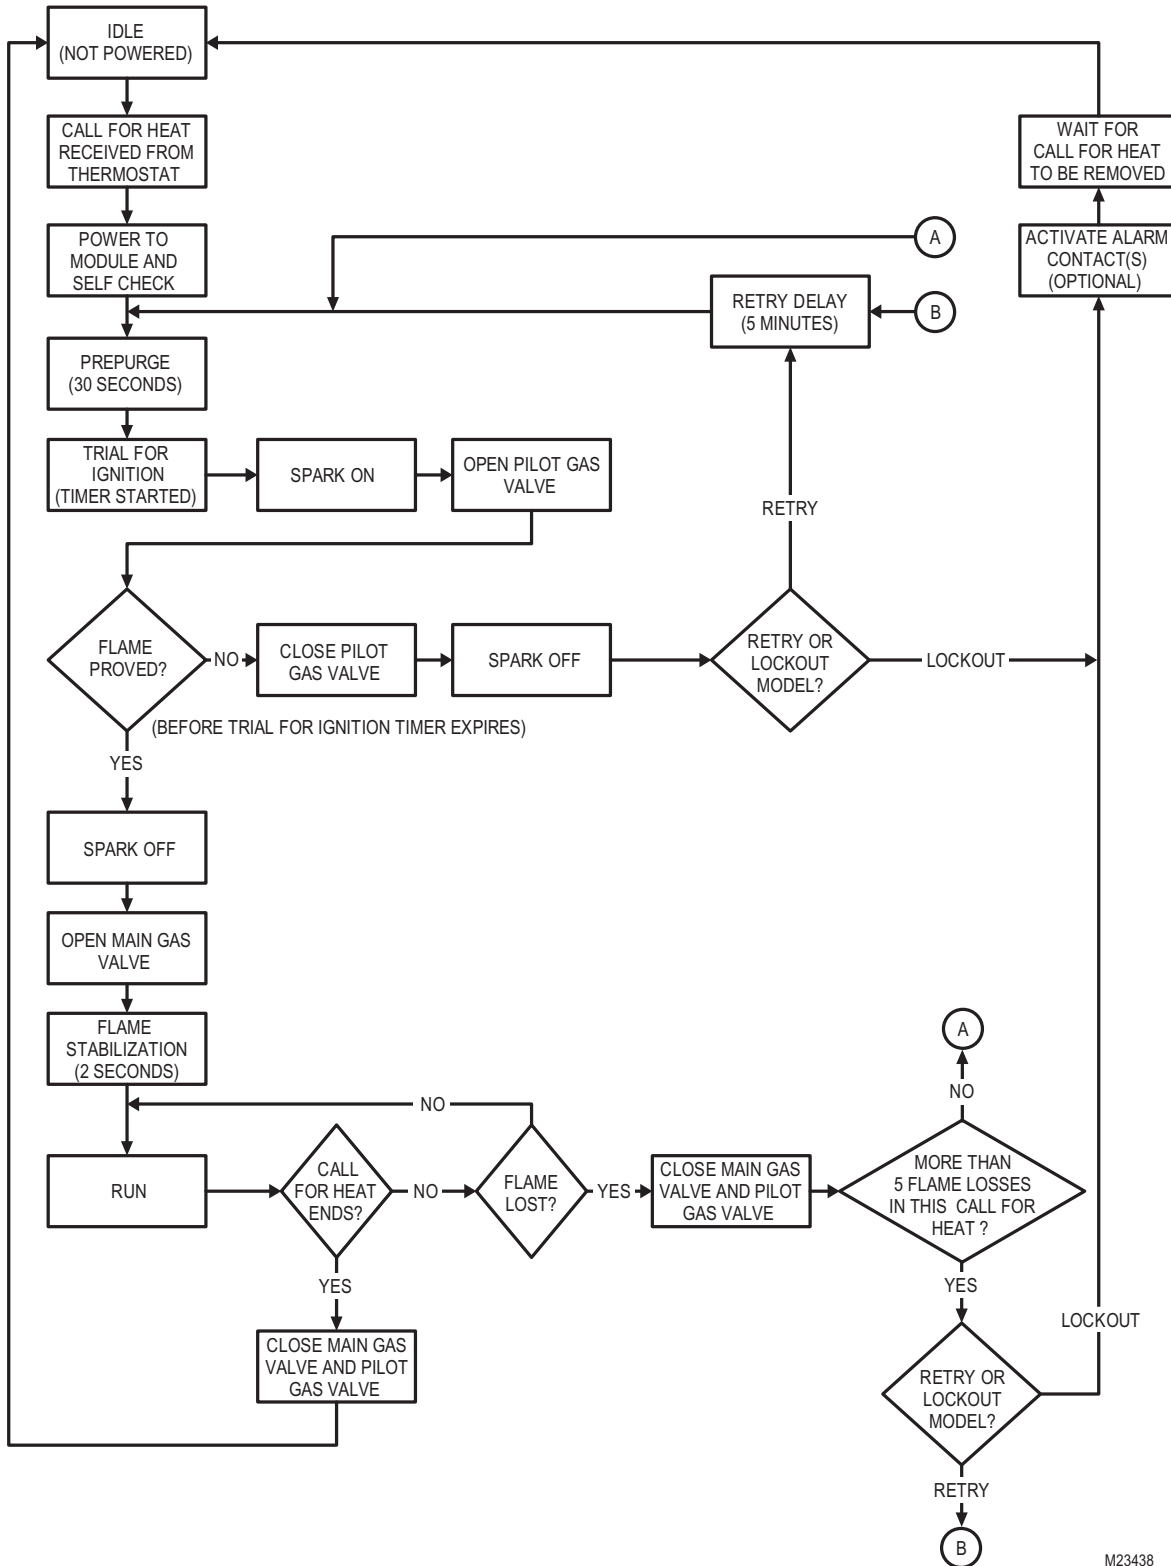 IDLE
(NOT POWERED)
CALL FOR HEAT
RECEIVED FROM
THERMOSTAT
WAIT FOR
CALL FOR HEAT
TO BE REMOVED
POWER TO
MODULE AND
SELF CHECK
A
ACTIVATE ALARM
CONTACT(S)
(OPTIONAL)
RETRY DELAY
(5 MINUTES)
B
PREPURGE
(30 SECONDS)
TRIAL FOR
IGNITION
(TIMER STARTED)
SPARK ON
OPEN PILOT GAS
VALVE
RETRY
FLAME
PROVED?
NO
CLOSE PILOT
GAS VALVE
SPARK OFF
RETRY OR
LOCKOUT
MODEL?
LOCKOUT
(BEFORE TRIAL FOR IGNITION TIMER EXPIRES)
YES
SPARK OFF
OPEN MAIN GAS
VALVE
FLAME
STABILIZATION
(2 SECONDS)
A
NO
NO
RUN
CALL
FOR HEAT
ENDS?
NO
FLAME
LOST?
YES
CLOSE MAIN GAS
VALVE AND PILOT
GAS VALVE
MORE THAN
5 FLAME LOSSES
IN THIS CALL FOR
HEAT ?
YES
YES
LOCKOUT
CLOSE MAIN GAS
VALVE AND PILOT
GAS VALVE
RETRY OR
LOCKOUT
MODEL?
RETRY
B
M23438